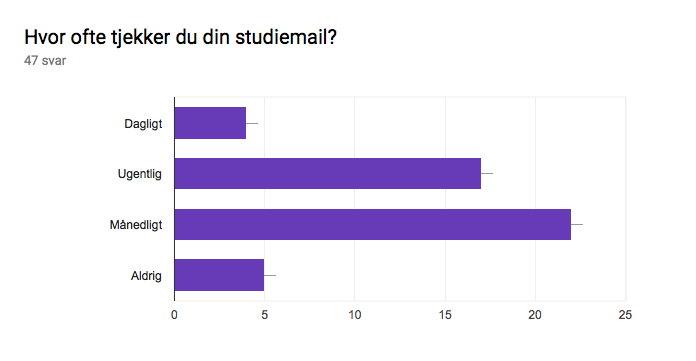 Hvor ofte tjekker du din studiemail?
47 svar
Dagligt
Ugentlig
Månedligt
Aldrig
0 5 10 15 20 25